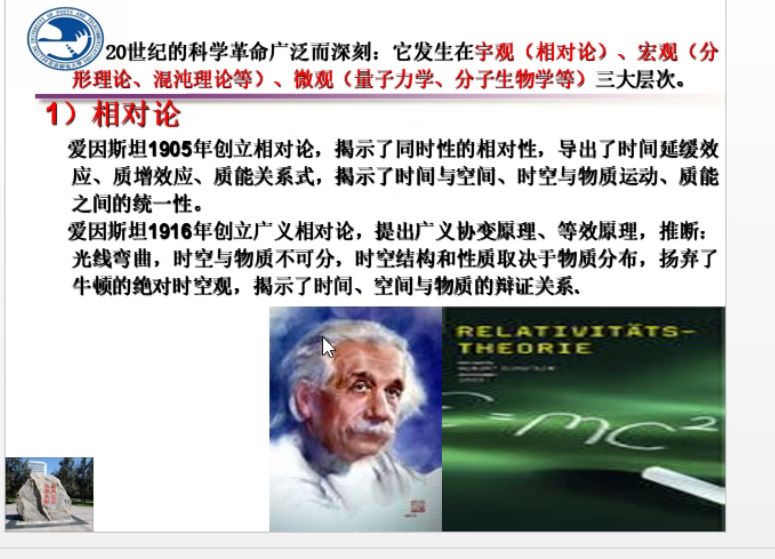 20世纪的科学革命广泛而深刻：它发生在宇观（相对论）、宏观（分
形理论、混沌理论等）、微观（量子力学、分子生物学等）三大层次。
1）相对论
爱因斯坦1905年创立相对论，揭示了同时性的相对性，导出了时间延缓效
应、质增效应、质能关系式，揭示了时间与空间、时空与物质运动、质能
之间的统一性。
爱因斯坦1916年创立广义相对论，提出广义协变原理、等效原理，推断：
光线弯曲，时空与物质不可分，时空结构和性质取决于物质分布，扬弃了
牛顿的绝对时空观，揭示了时间、空间与物质的辩证关系.
RELATIVITÄTS-
THEORIE
=mc²